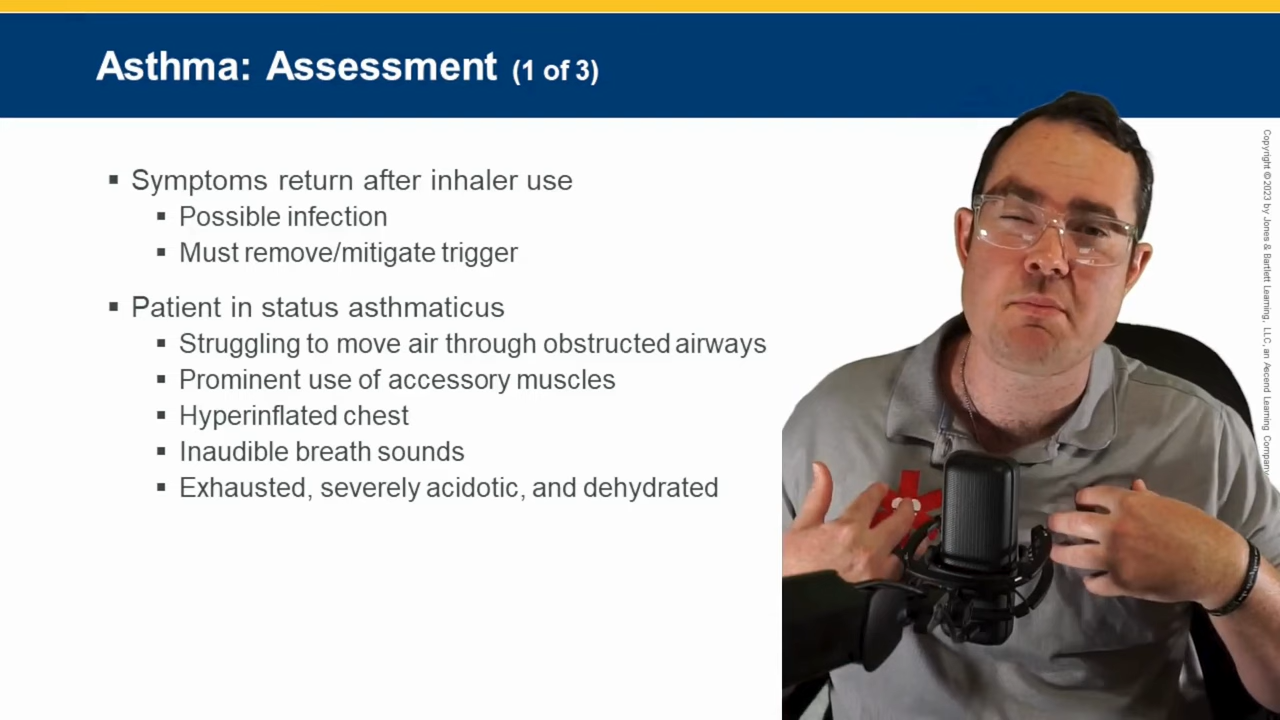 Asthma: Assessment (1 of 3)
▪ Symptoms return after inhaler use
▪ Possible infection
▪ Must remove/mitigate trigger
▪ Patient in status asthmaticus
▪ Struggling to move air through obstructed airways
▪ Prominent use of accessory muscles
▪ Hyperinflated chest
▪ Inaudible breath sounds
▪ Exhausted, severely acidotic, and dehydrated
Copyright ©2023 by Jones & Bartlett Learning, LLC, an Ascend Learning Company